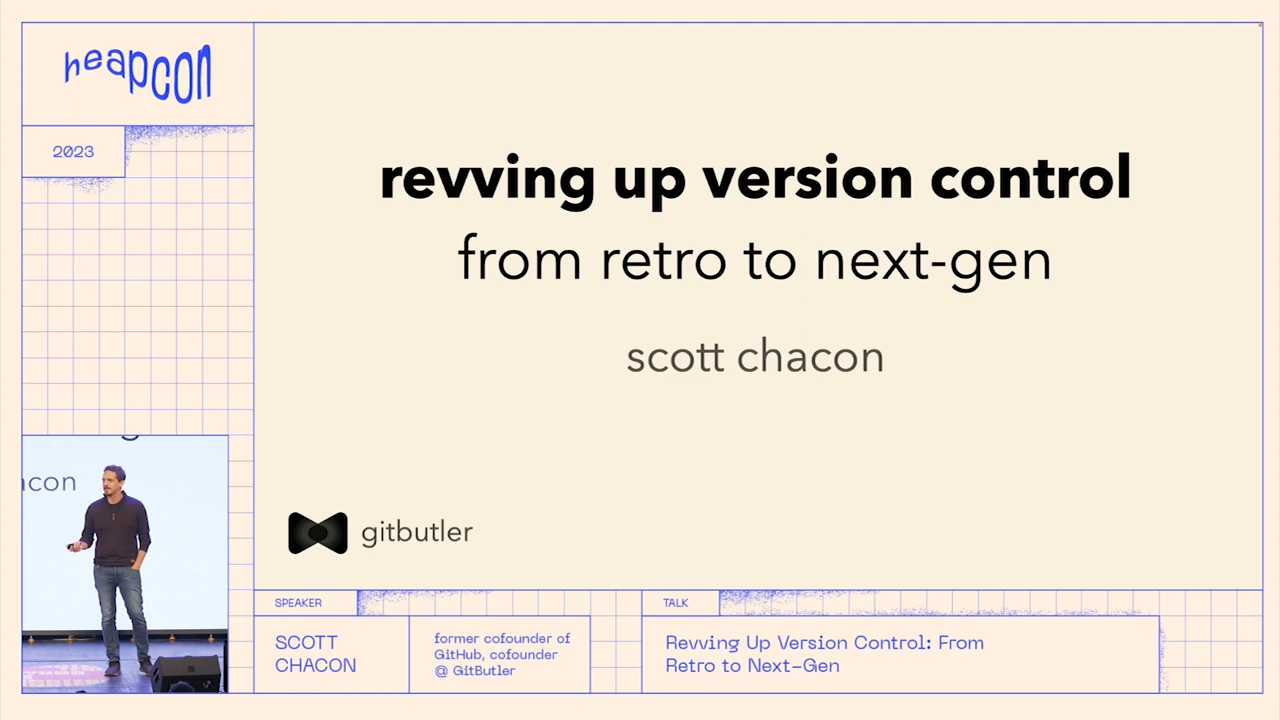 heapcon
2023
revving up version control
from retro to next-gen
scott chacon
acon
gitbutler
SPEAKER
SCOTT
CHACON
former cofounder of
GitHub, cofounder
@ GitButler
TALK
Revving Up Version Control: From
Retro to Next-Gen